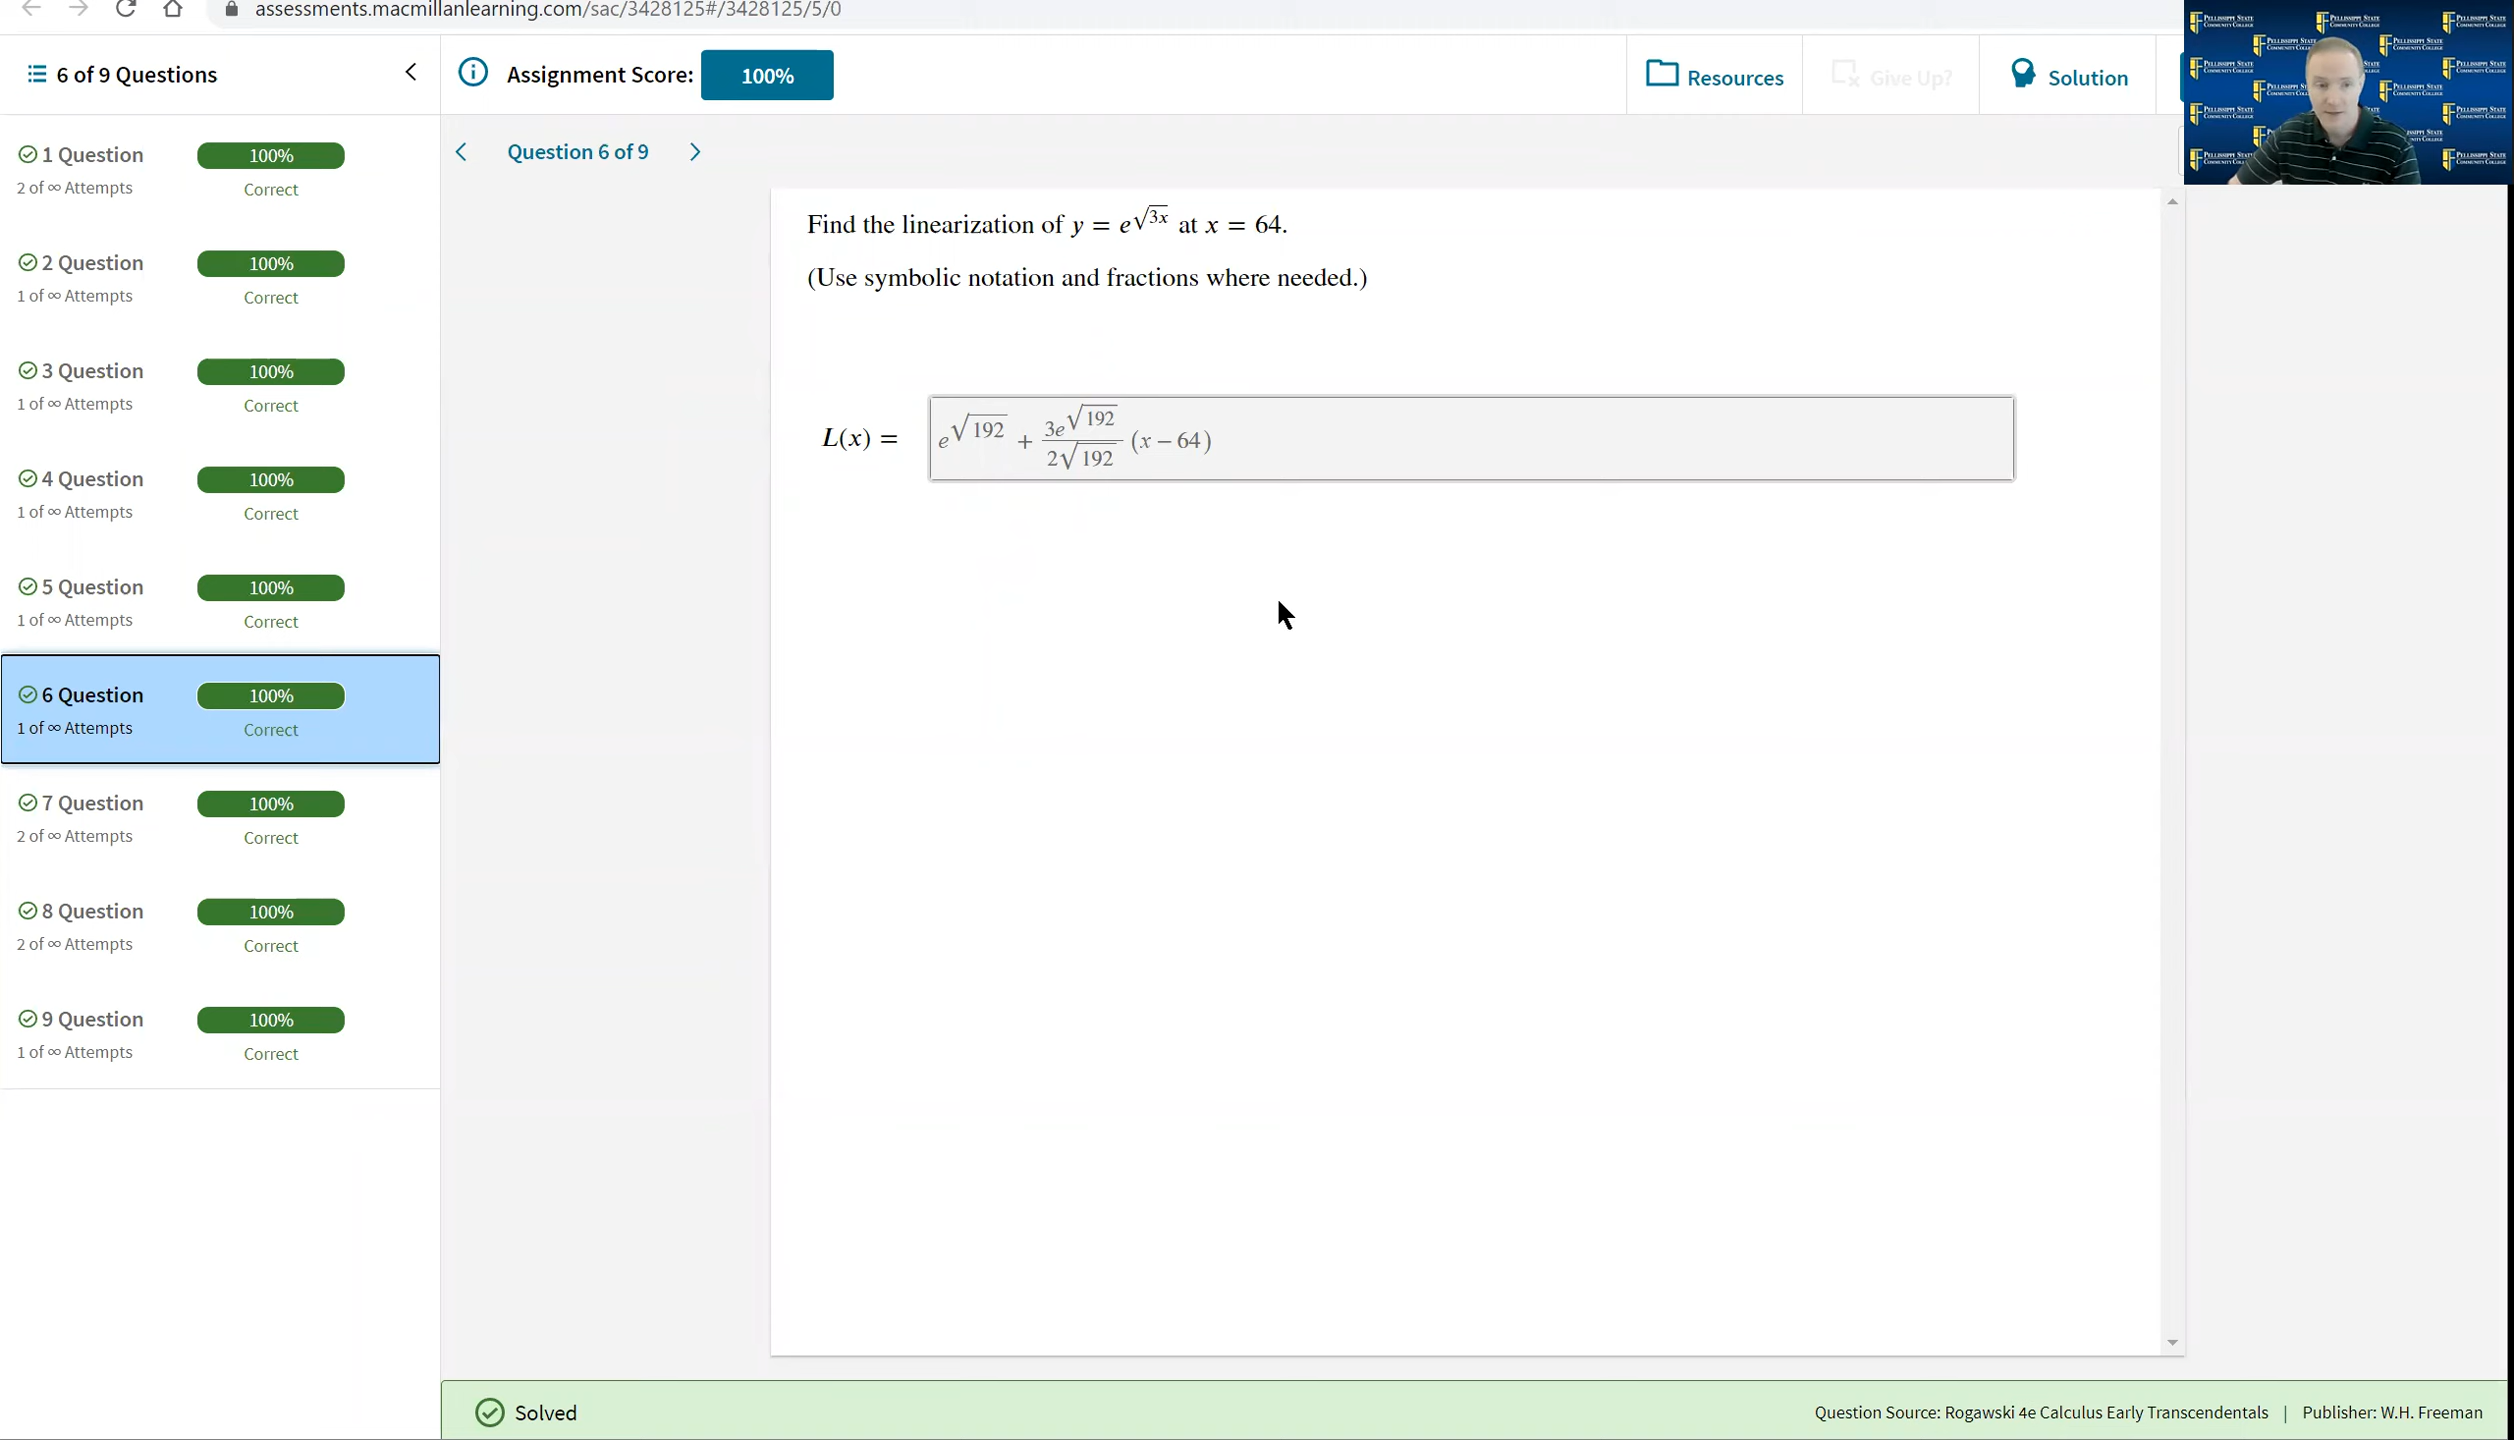 assessments.macmillanlearning.com/sac/3428125#/3428125/5/0
6 of 9 Questions
Assignment Score: 100%
Resources
Give Up?
Solution
1 Question 100%
2 of ∞ Attempts Correct
2 Question 100%
1 of ∞ Attempts Correct
3 Question 100%
1 of ∞ Attempts Correct
4 Question 100%
1 of ∞ Attempts Correct
5 Question 100%
1 of ∞ Attempts Correct
6 Question 100%
1 of ∞ Attempts Correct
7 Question 100%
2 of ∞ Attempts Correct
8 Question 100%
2 of ∞ Attempts Correct
9 Question 100%
1 of ∞ Attempts Correct
Question 6 of 9
Find the linearization of y = e^√(3x) at x = 64.
(Use symbolic notation and fractions where needed.)
L(x) = e^√192 + (3e^√192)/(2√192) (x − 64)
Solved
Question Source: Rogawski 4e Calculus Early Transcendentals | Publisher: W.H. Freeman
PELLISSIPPI STATE
COMMUNITY COLLEGE